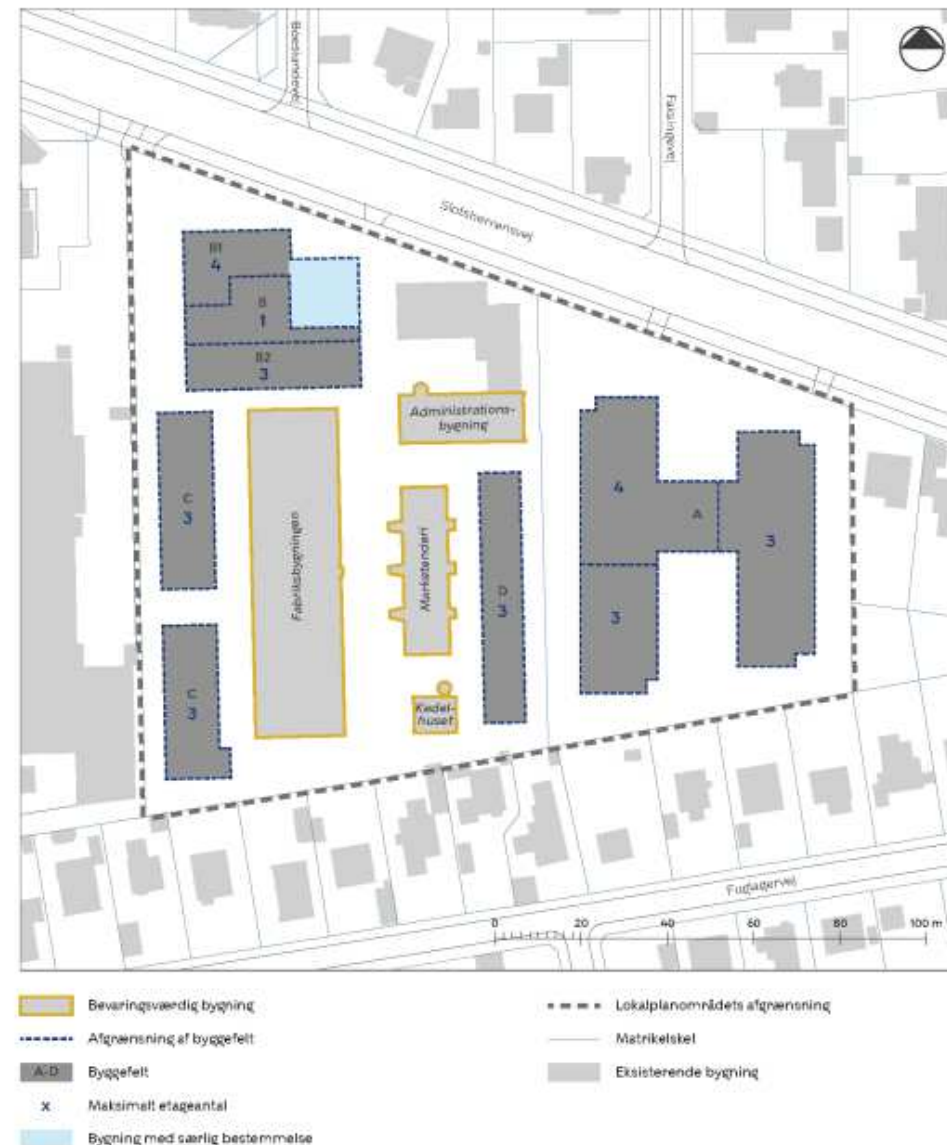 Slotsherrensvej
B1
4
B
1
B2
3
Administrations-
bygning
C
3
Fabriksbygningen
Marketenderi
D
3
4
A
3
3
C
3
Kedel-
huset
Fuglagervej
0 20 40 60 80 100 m
Bevaringsværdig bygning
Afgrænsning af byggefelt
A-D Byggefelt
x Maksimalt etageantal
Bygning med særlig bestemmelse
Lokalplanområdets afgrænsning
Matrikelskel
Eksisterende bygning